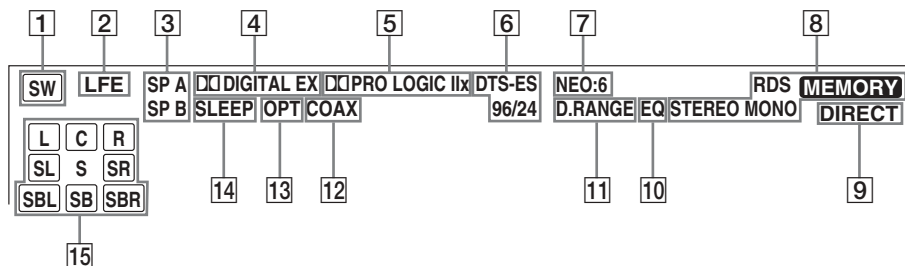 1 2 3 4 5 6 7 8
SW LFE SP A DIGITAL EX PRO LOGIC IIx DTS-ES NEO:6 RDS MEMORY
SP B SLEEP OPT COAX 96/24 D.RANGE EQ STEREO MONO DIRECT
L C R
SL S SR
SBL SB SBR
14 13 12 11 10 9
15